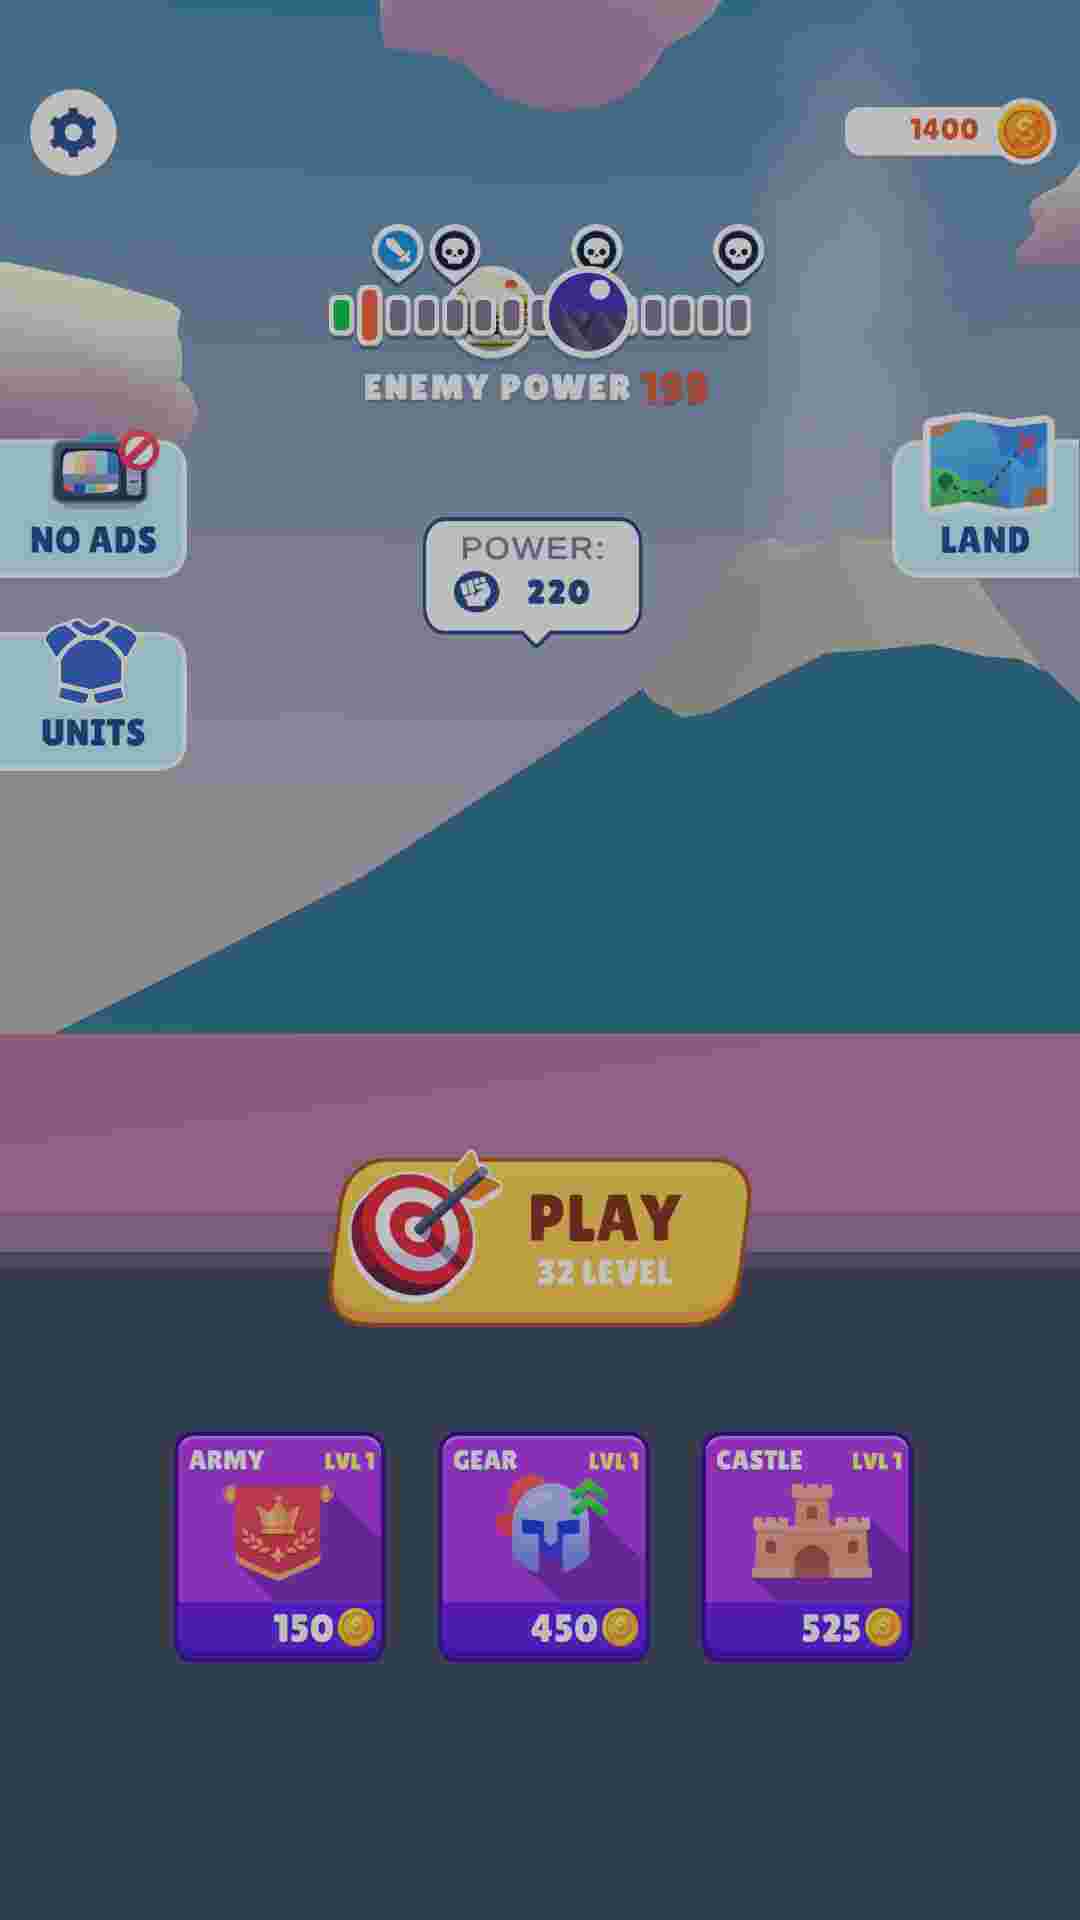 1400
ENEMY POWER 199
NO ADS
LAND
POWER:
220
UNITS
PLAY
32 LEVEL
ARMY LVL 1
GEAR LVL 1
CASTLE LVL 1
150
450
525